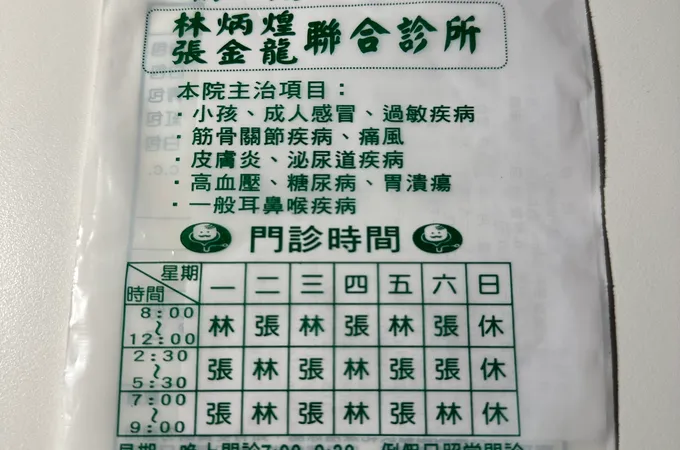 林炳煌
張金龍 聯合診所
本院主治項目：
·小孩、成人感冒、過敏疾病
·筋骨關節疾病、痛風
·皮膚炎、泌尿道疾病
·高血壓、糖尿病、胃潰瘍
·一般耳鼻喉疾病
門診時間
星期 時間 一 二 三 四 五 六 日
8:00~12:00 林 張 林 張 林 張 休
2:30~5:30 張 林 張 林 張 張 休
7:00~9:00 張 林 張 林 張 林 休